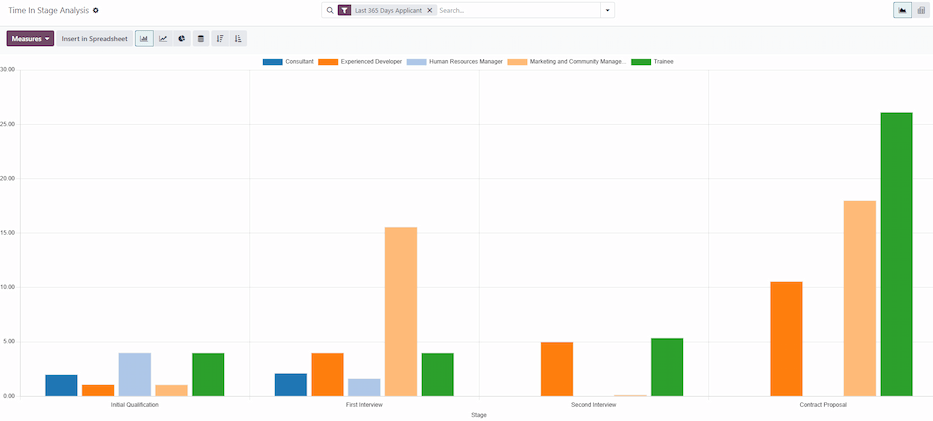 Time In Stage Analysis
Last 365 Days Applicant Search...
Measures Insert in Spreadsheet
Consultant Experienced Developer Human Resources Manager Marketing and Community Manage... Trainee
30.00
25.00
20.00
15.00
10.00
5.00
0.00
Initial Qualification First Interview Second Interview Contract Proposal
Stage